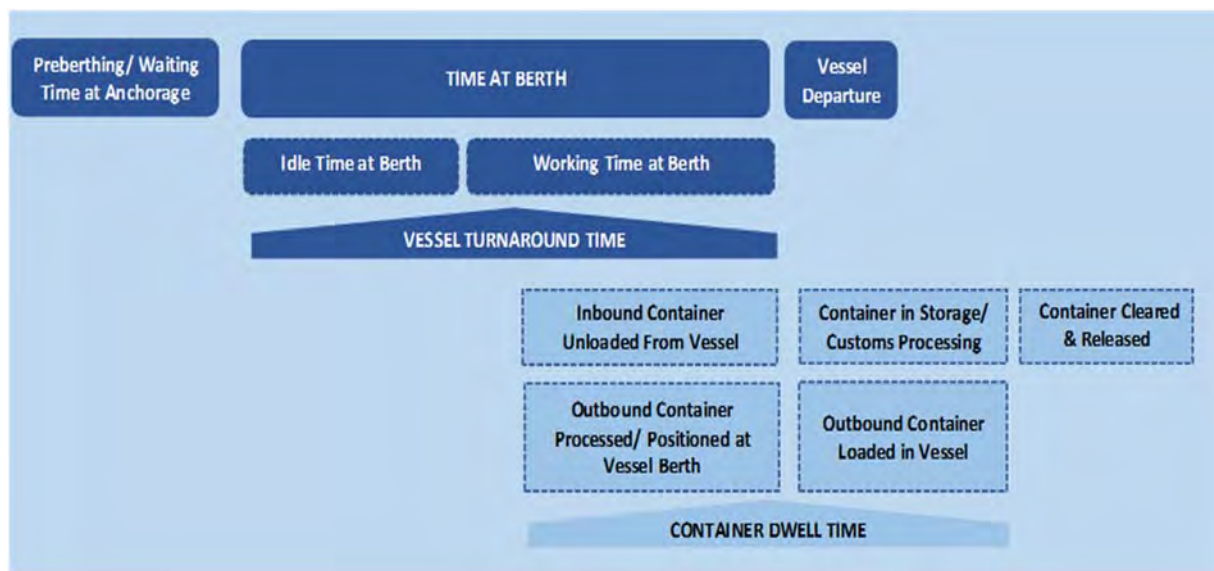 Preberthing/ Waiting
Time at Anchorage
TIME AT BERTH
Vessel
Departure
Idle Time at Berth
Working Time at Berth
VESSEL TURNAROUND TIME
Inbound Container
Unloaded From Vessel
Container in Storage/
Customs Processing
Container Cleared
& Released
Outbound Container
Processed/ Positioned at
Vessel Berth
Outbound Container
Loaded in Vessel
CONTAINER DWELL TIME